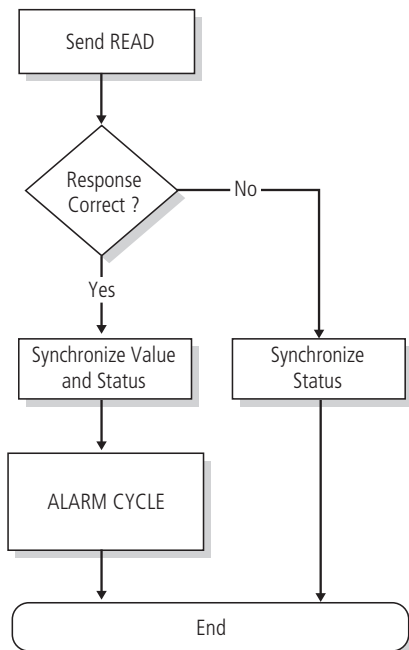 Send READ
Response
Correct ?
No
Yes
Synchronize Value
and Status
Synchronize
Status
ALARM CYCLE
End